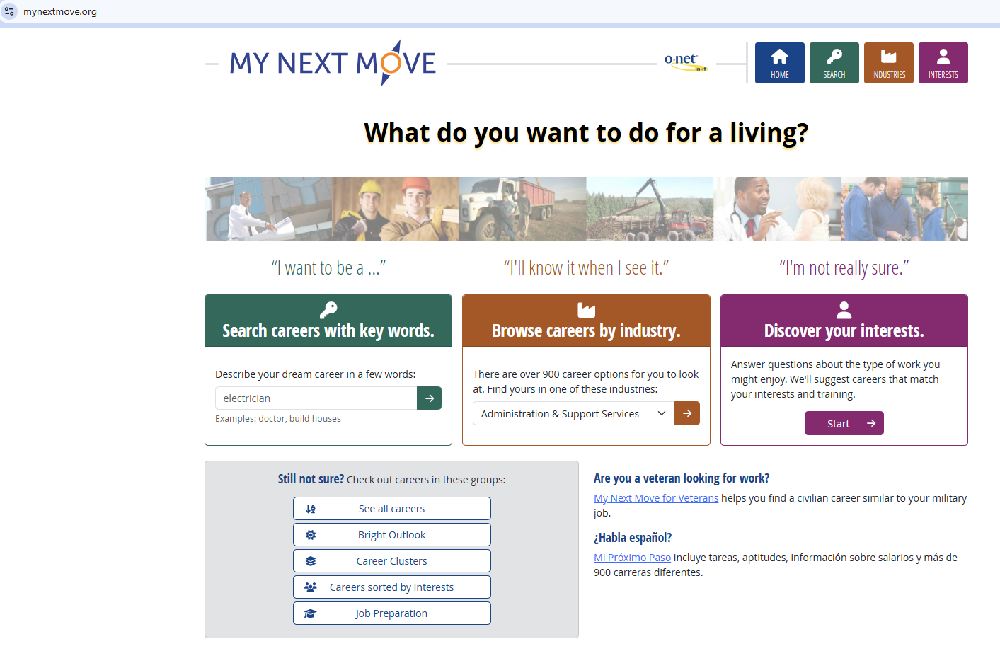 mynextmove.org
MY NEXT MOVE
o·net®
in-it
HOME
SEARCH
INDUSTRIES
INTERESTS
What do you want to do for a living?
“I want to be a ...”
“I'll know it when I see it.”
“I'm not really sure.”
Search careers with key words.
Describe your dream career in a few words:
electrician
Examples: doctor, build houses
Browse careers by industry.
There are over 900 career options for you to look
at. Find yours in one of these industries:
Administration & Support Services
Discover your interests.
Answer questions about the type of work you
might enjoy. We'll suggest careers that match
your interests and training.
Start
Still not sure? Check out careers in these groups:
See all careers
Bright Outlook
Career Clusters
Careers sorted by Interests
Job Preparation
Are you a veteran looking for work?
My Next Move for Veterans helps you find a civilian career similar to your military
job.
¿Habla español?
Mi Próximo Paso incluye tareas, aptitudes, información sobre salarios y más de
900 carreras diferentes.